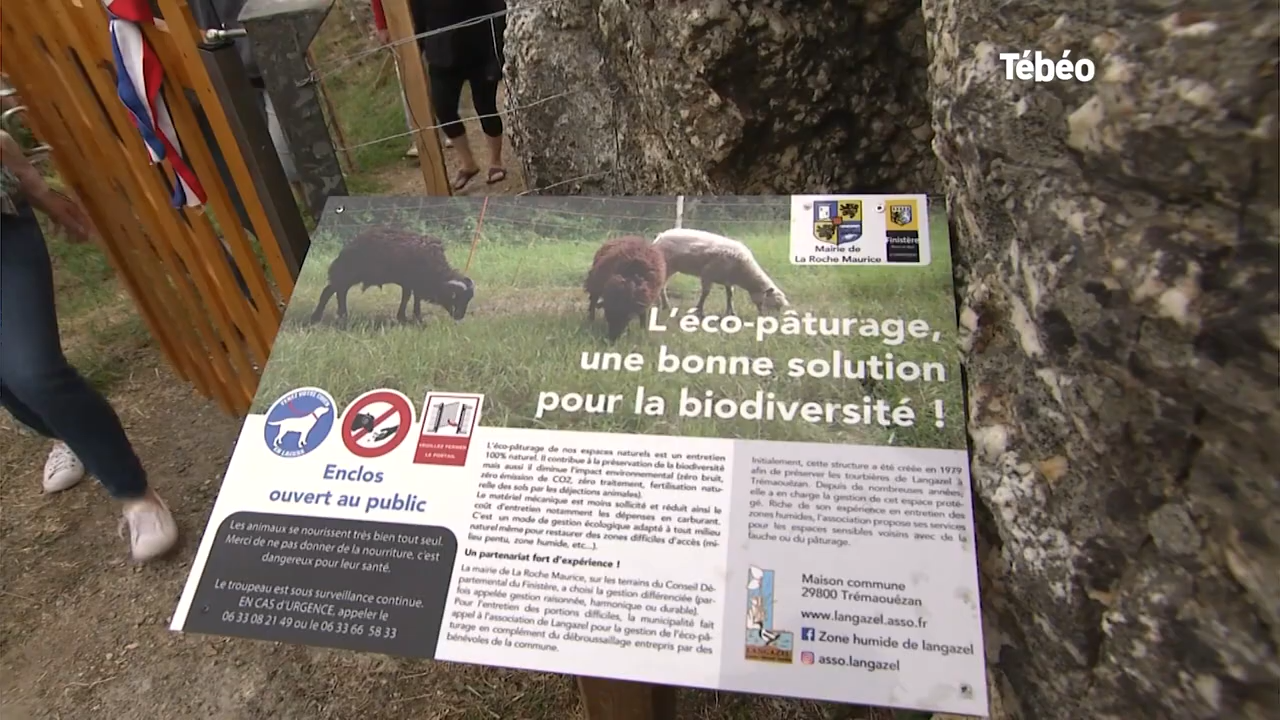 Tébéo
Mairie de
La Roche Maurice
Finistère
L'éco-pâturage,
une bonne solution
pour la biodiversité !
TENEZ VOTRE CHIEN
EN LAISSE
VEUILLEZ FERMER
LE PORTAIL
Enclos
ouvert au public
Les animaux se nourissent très bien tout seul.
Merci de ne pas donner de la nourriture, c'est
dangereux pour leur santé.
Le troupeau est sous surveillance continue.
EN CAS d'URGENCE, appeler le
06 33 08 21 49 ou le 06 33 66 58 33
L'éco-pâturage de nos espaces naturels est un entretien
100% naturel. Il contribue à la préservation de la biodiversité
mais aussi il diminue l'impact environnemental (zéro bruit,
zéro émission de CO2, zéro traitement, fertilisation natu-
relle des sols par les déjections animales).
Le matériel mécanique est moins sollicité et réduit ainsi le
coût d'entretien notamment les dépenses en carburant.
C'est un mode de gestion écologique adapté à tout milieu
naturel même pour restaurer des zones difficiles d'accès (mi-
lieu pentu, zone humide, etc...).
Un partenariat fort d'expérience !
La mairie de La Roche Maurice, sur les terrains du Conseil Dé-
partemental du Finistère, a choisi la gestion différenciée (par-
fois appelée gestion raisonnée, harmonique ou durable).
Pour l'entretien des portions difficiles, la municipalité fait
appel à l'association de Langazel pour la gestion de l'éco-pâ-
turage en complément du débroussaillage entrepris par des
bénévoles de la commune.
Initialement, cette structure a été créée en 1979
afin de préserver les tourbières de Langazel à
Trémaouézan. Depuis de nombreuses années,
elle a en charge la gestion de cet espace proté-
gé. Riche de son expérience en entretien des
zones humides, l'association propose ses services
pour les espaces sensibles voisins avec de la
fauche ou du pâturage.
LANGAZEL
Maison commune
29800 Trémaouézan
www.langazel.asso.fr
Zone humide de langazel
asso.langazel